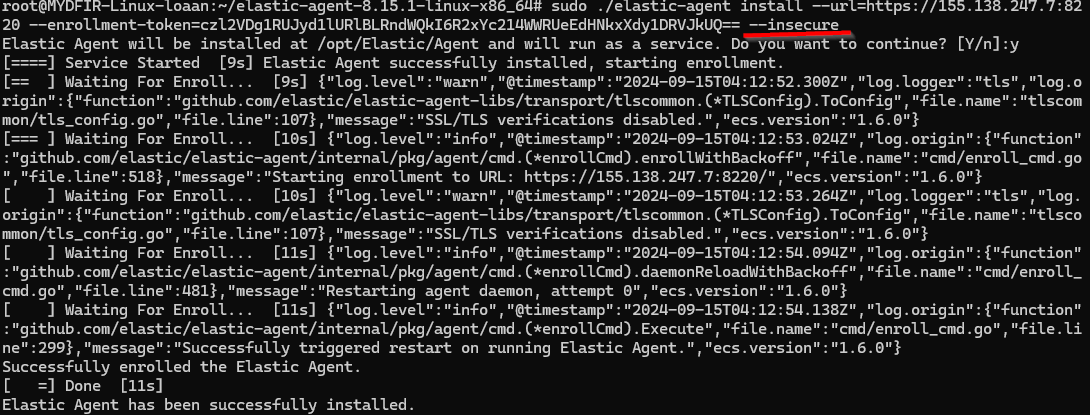 root@MYDFIR-Linux-loaan:~/elastic-agent-8.15.1-linux-x86_64# sudo ./elastic-agent install --url=https://155.138.247.7:82
20 --enrollment-token=czl2VDg1RUJyd1lURlBLRndWQkI6R2xYc214WWRUeEdHNkxXdy1DRVJkUQ== --insecure
Elastic Agent will be installed at /opt/Elastic/Agent and will run as a service. Do you want to continue? [Y/n]:y
[====] Service Started  [9s] Elastic Agent successfully installed, starting enrollment.
[==  ] Waiting For Enroll...  [9s] {"log.level":"warn","@timestamp":"2024-09-15T04:12:52.300Z","log.logger":"tls","log.o
rigin":{"function":"github.com/elastic/elastic-agent-libs/transport/tlscommon.(*TLSConfig).ToConfig","file.name":"tlscom
mon/tls_config.go","file.line":107},"message":"SSL/TLS verifications disabled.","ecs.version":"1.6.0"}
[=== ] Waiting For Enroll...  [10s] {"log.level":"info","@timestamp":"2024-09-15T04:12:53.024Z","log.origin":{"function"
:"github.com/elastic/elastic-agent/internal/pkg/agent/cmd.(*enrollCmd).enrollWithBackoff","file.name":"cmd/enroll_cmd.go
","file.line":518},"message":"Starting enrollment to URL: https://155.138.247.7:8220/","ecs.version":"1.6.0"}
[    ] Waiting For Enroll...  [10s] {"log.level":"warn","@timestamp":"2024-09-15T04:12:53.264Z","log.logger":"tls","log.
origin":{"function":"github.com/elastic/elastic-agent-libs/transport/tlscommon.(*TLSConfig).ToConfig","file.name":"tlsco
mmon/tls_config.go","file.line":107},"message":"SSL/TLS verifications disabled.","ecs.version":"1.6.0"}
[    ] Waiting For Enroll...  [11s] {"log.level":"info","@timestamp":"2024-09-15T04:12:54.094Z","log.origin":{"function"
:"github.com/elastic/elastic-agent/internal/pkg/agent/cmd.(*enrollCmd).daemonReloadWithBackoff","file.name":"cmd/enroll_
cmd.go","file.line":481},"message":"Restarting agent daemon, attempt 0","ecs.version":"1.6.0"}
[    ] Waiting For Enroll...  [11s] {"log.level":"info","@timestamp":"2024-09-15T04:12:54.138Z","log.origin":{"function"
:"github.com/elastic/elastic-agent/internal/pkg/agent/cmd.(*enrollCmd).Execute","file.name":"cmd/enroll_cmd.go","file.li
ne":299},"message":"Successfully triggered restart on running Elastic Agent.","ecs.version":"1.6.0"}
Successfully enrolled the Elastic Agent.
[   =] Done  [11s]
Elastic Agent has been successfully installed.